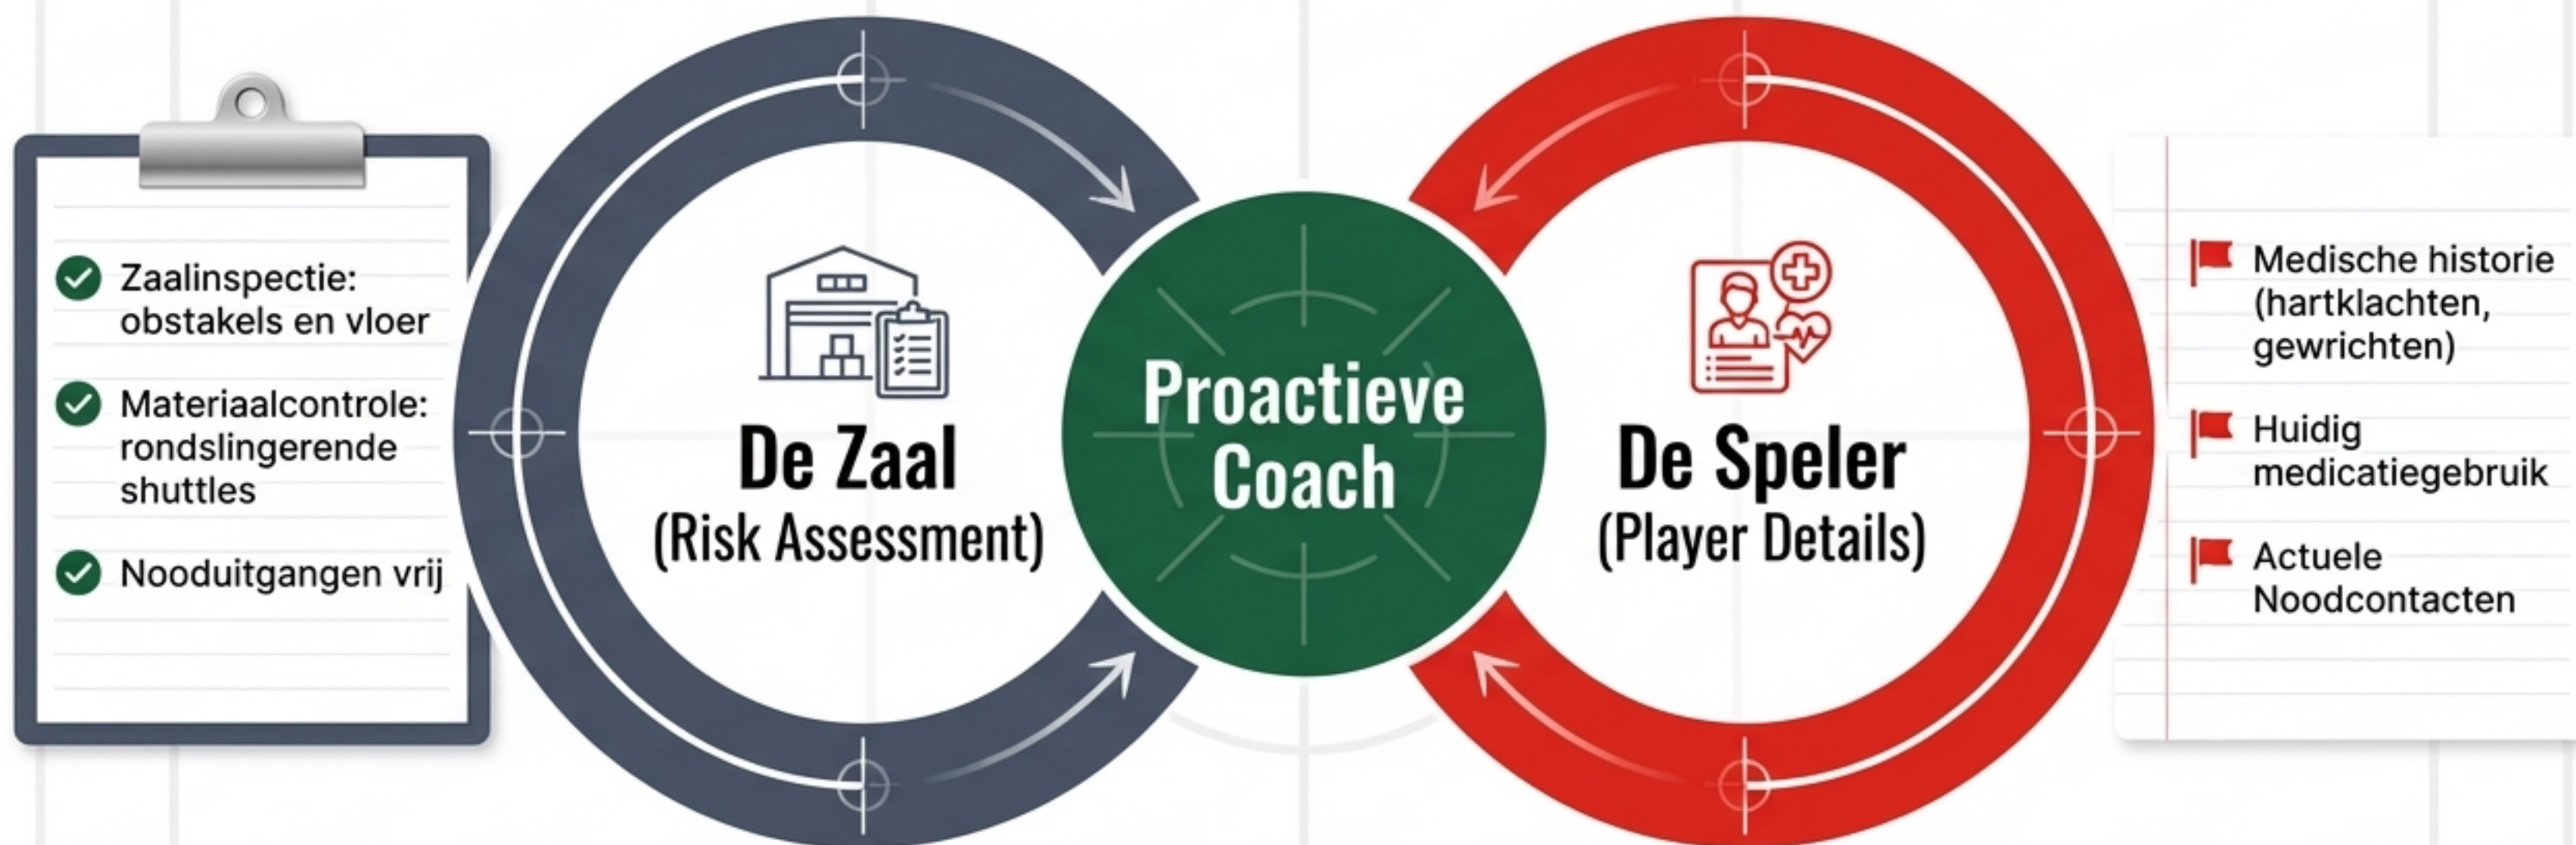 Zaalinspectie:
obstakels en vloer
Materiaalcontrole:
rondslingerende
shuttles
Nooduitgangen vrij
De Zaal
(Risk Assessment)
Proactieve
Coach
De Speler
(Player Details)
Medische historie
(hartklachten,
gewrichten)
Huidig
medicatiegebruik
Actuele
Noodcontacten